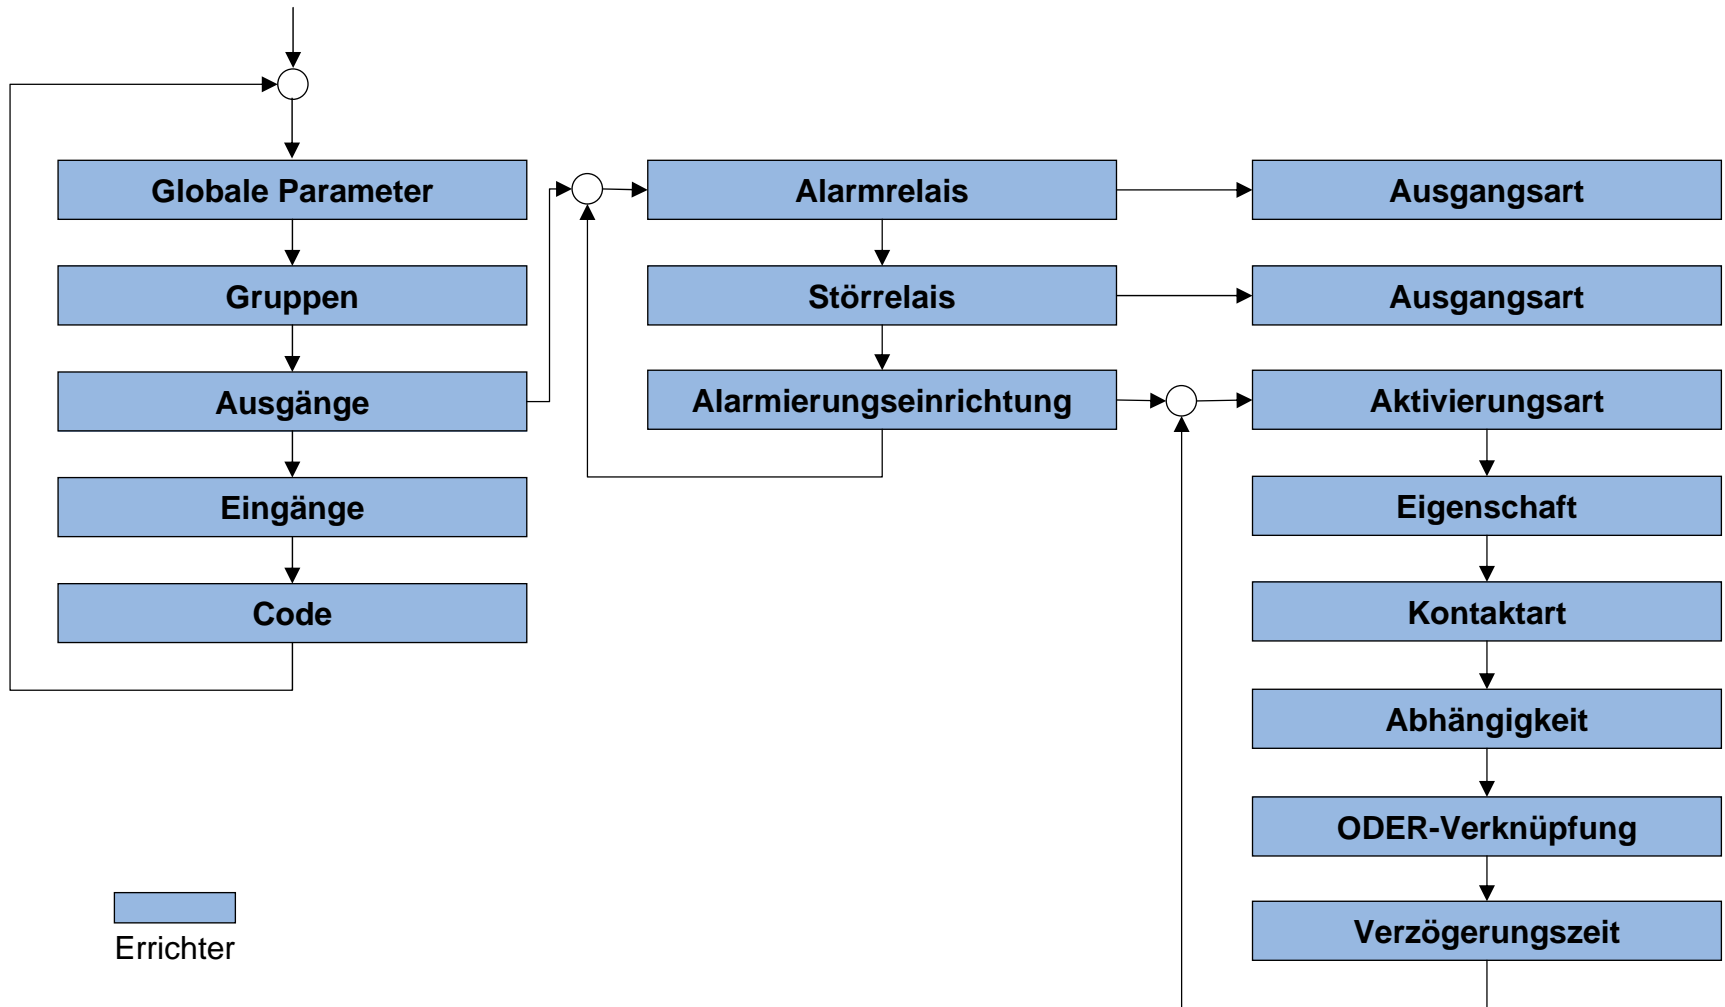 Globale Parameter
Gruppen
Ausgänge
Eingänge
Code
Alarmrelais
Störrelais
Alarmierungseinrichtung
Ausgangsart
Ausgangsart
Aktivierungsart
Eigenschaft
Kontaktart
Abhängigkeit
ODER-Verknüpfung
Verzögerungszeit
Errichter